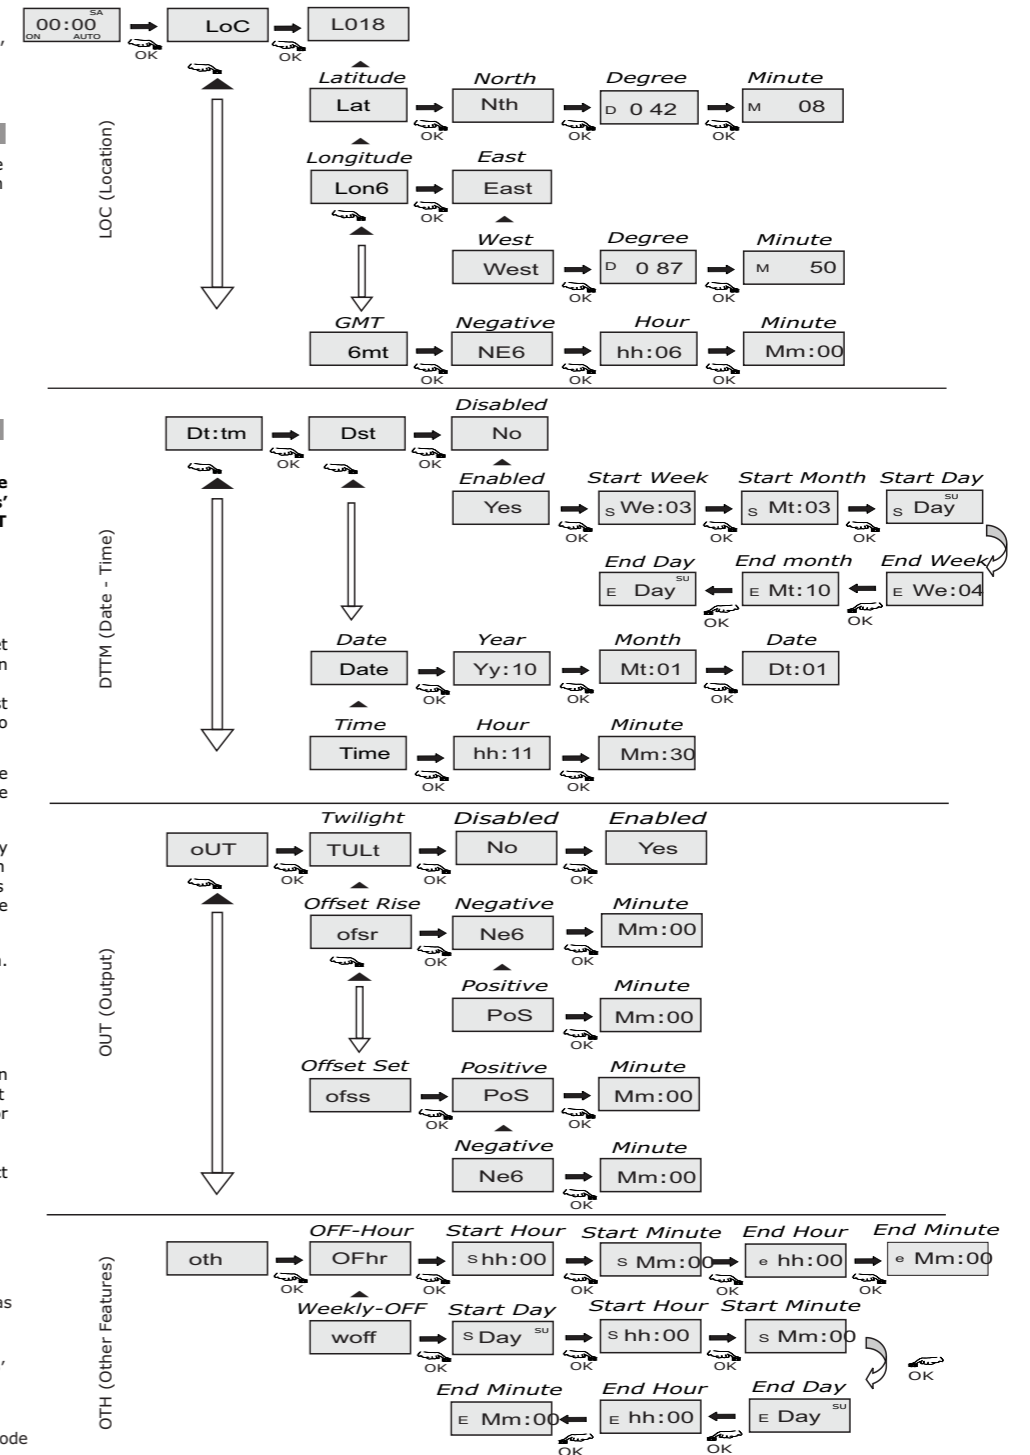 SA
00:00
ON AUTO
LoC
L018
OK OK
Latitude North Degree Minute
Lat Nth D 0 42 M 08
OK OK OK
LOC (Location)
Longitude East
Lon6 East
OK
West Degree Minute
West D 0 87 M 50
OK OK
GMT Negative Hour Minute
6mt NE6 hh:06 Mm:00
OK OK OK
Disabled
Dt:tm Dst No
OK OK
Enabled Start Week Start Month Start Day
Yes S We:03 S Mt:03 S Day SU
OK OK OK
DTTM (Date - Time)
End Day End month End Week
E Day SU E Mt:10 E We:04
OK OK
Date Year Month Date
Date Yy:10 Mt:01 Dt:01
OK OK OK
Time Hour Minute
Time hh:11 Mm:30
OK OK
Twilight Disabled Enabled
oUT TULt No Yes
OK OK OK
Offset Rise Negative Minute
ofsr Ne6 Mm:00
OK OK
OUT (Output)
Positive Minute
PoS Mm:00
OK
Offset Set Positive Minute
ofss PoS Mm:00
OK OK
Negative Minute
Ne6 Mm:00
OK
OFF-Hour Start Hour Start Minute End Hour End Minute
oth OFhr S hh:00 S Mm:00 e hh:00 e Mm:00
OK OK OK OK OK
OTH (Other Features)
Weekly-OFF Start Day Start Hour Start Minute
woff S Day SU S hh:00 S Mm:00
OK OK OK OK
End Minute End Hour End Day
E Mm:00 E hh:00 E Day SU
OK OK